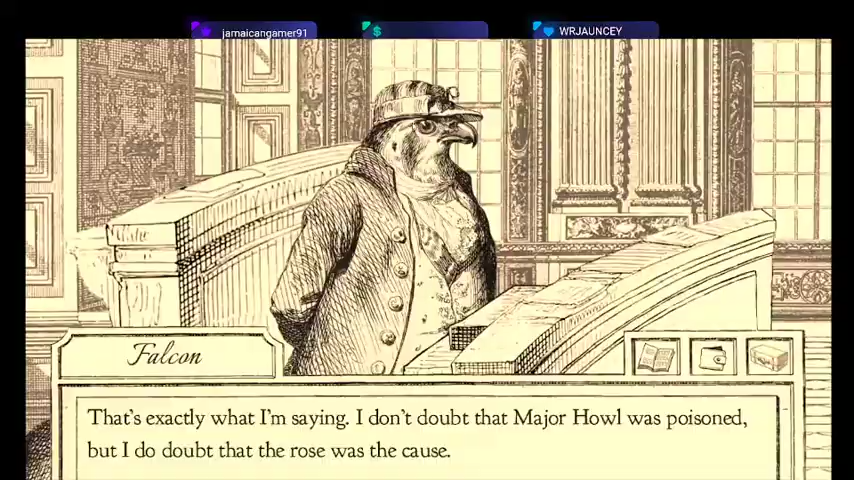 jamaicangamer91
$
WRJAUNCEY
Falcon
That's exactly what I'm saying. I don't doubt that Major Howl was poisoned,
but I do doubt that the rose was the cause.